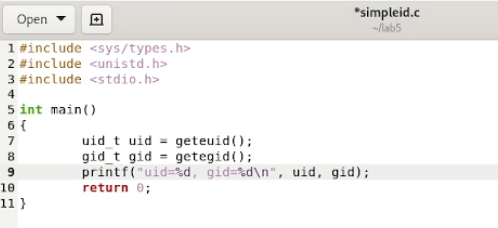 Open
*simpleid.c
~/lab5
1 #include <sys/types.h>
2 #include <unistd.h>
3 #include <stdio.h>
4
5 int main()
6 {
7         uid_t uid = geteuid();
8         gid_t gid = getegid();
9         printf("uid=%d, gid=%d\n", uid, gid);
10         return 0;
11 }